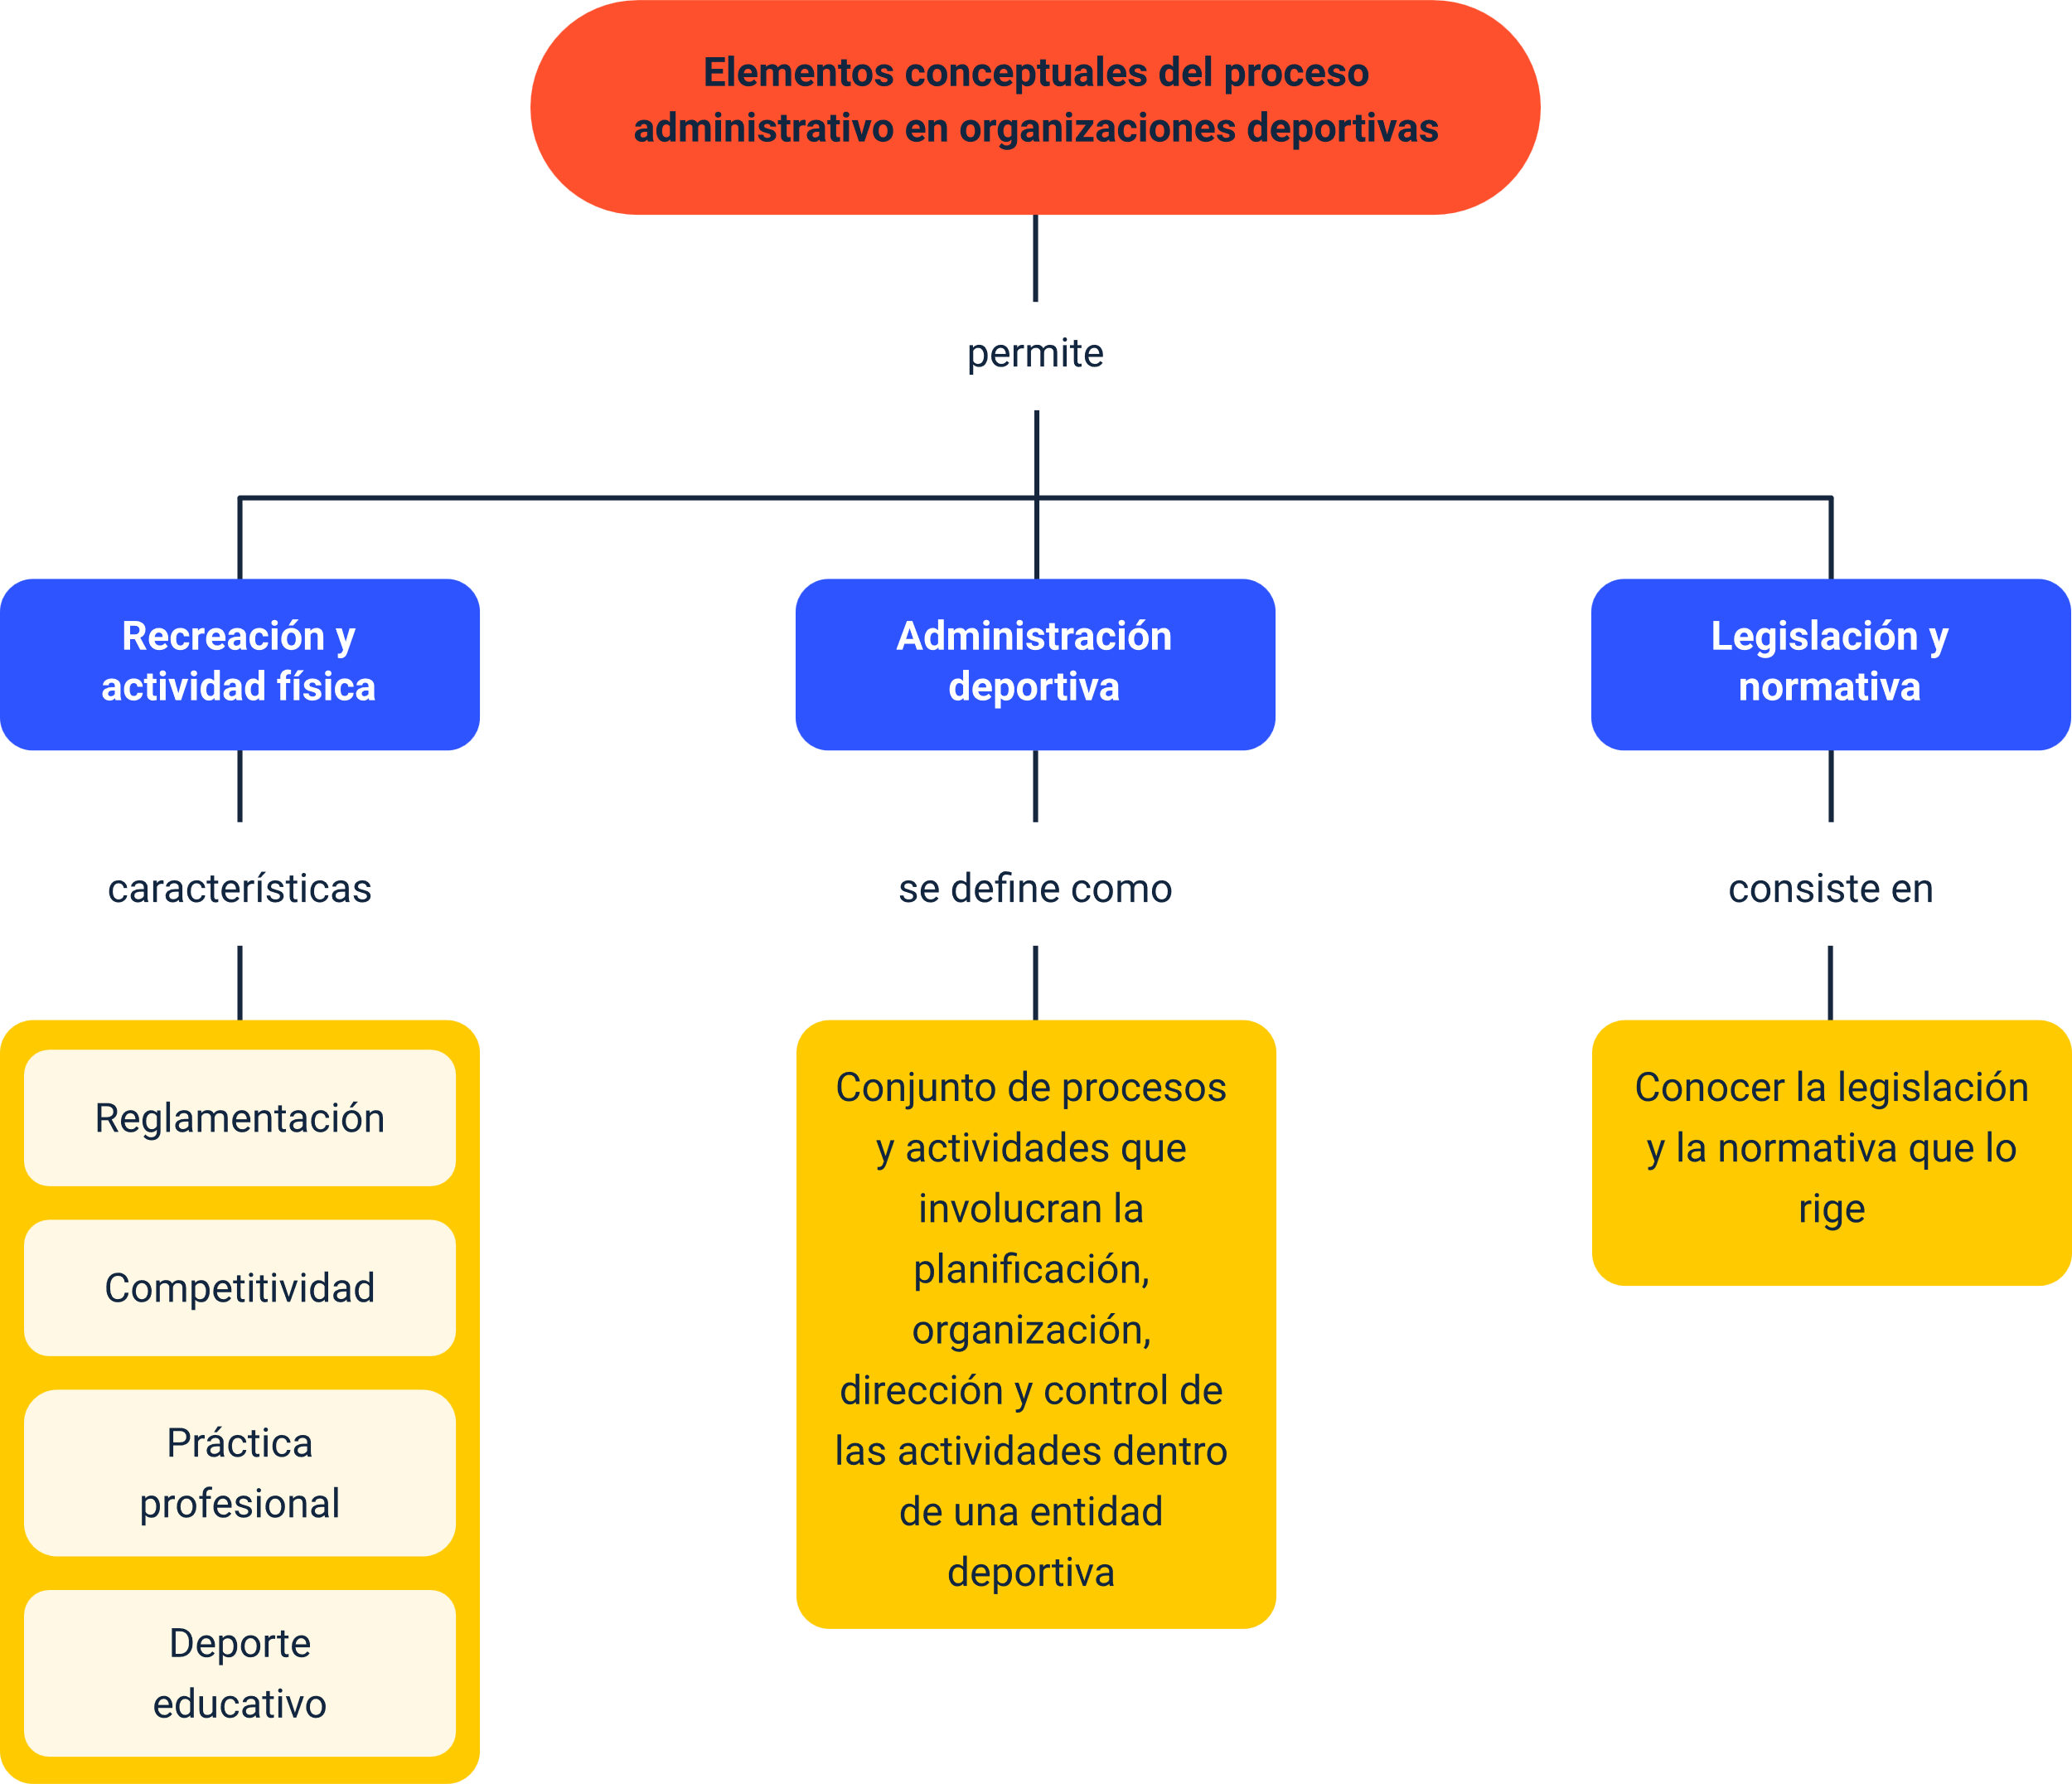 Elementos conceptuales del proceso
administrativo en organizaciones deportivas
permite
Recreación y
actividad física
Administración
deportiva
Legislación y
normativa
características
se define como
consiste en
Reglamentación
Competitividad
Práctica
profesional
Deporte
educativo
Conjunto de procesos
y actividades que
involucran la
planificación,
organización,
dirección y control de
las actividades dentro
de una entidad
deportiva
Conocer la legislación
y la normativa que lo
rige